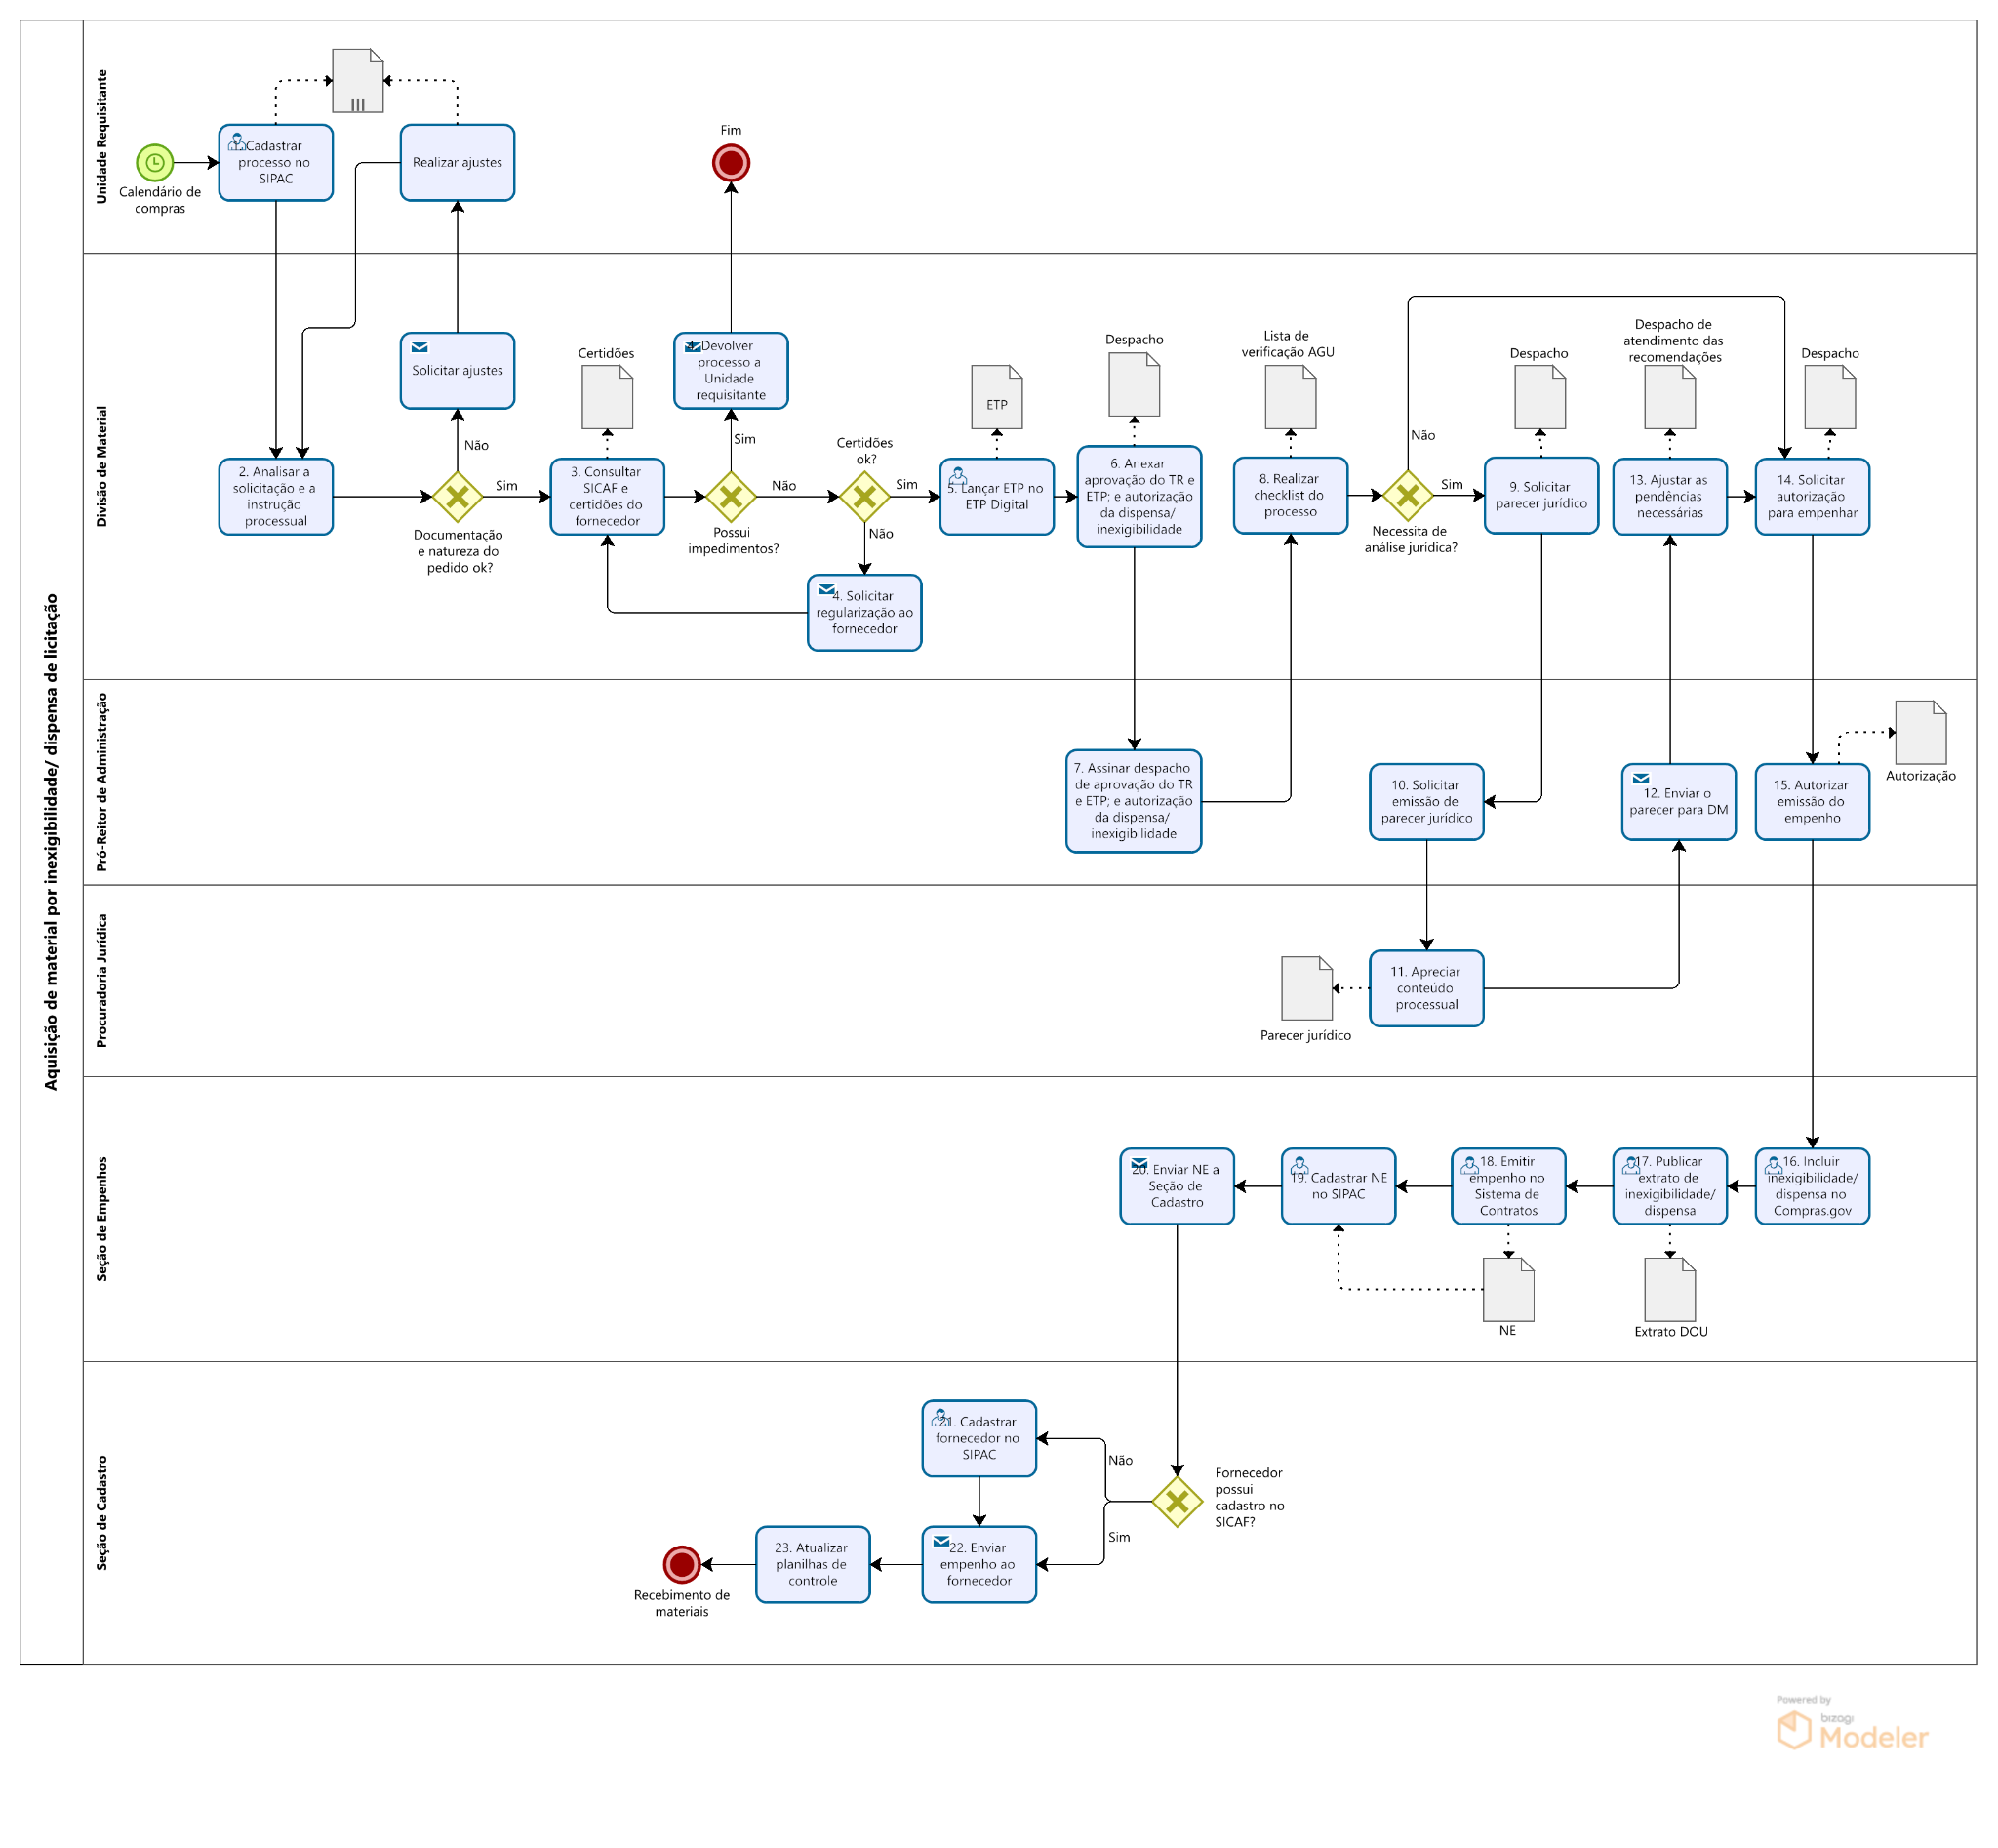 Aquisição de material por inexigibilidade/ dispensa de licitação
Unidade Requisitante
Calendário de
compras
1. Cadastrar
processo no
SIPAC
Realizar ajustes
Fim
Divisão de Material
2. Analisar a
solicitação e a
instrução
processual
Solicitar ajustes
Não
Sim
Documentação
e natureza do
pedido ok?
Certidões
3. Consultar
SICAF e
certidões do
fornecedor
4. Devolver
processo a
Unidade
requisitante
Sim
Não
Possui
impedimentos?
Certidões
ok?
Sim
Não
4. Solicitar
regularização ao
fornecedor
ETP
5. Lançar ETP no
ETP Digital
Despacho
6. Anexar
aprovação do TR e
ETP; e autorização
da dispensa/
inexigibilidade
Lista de
verificação AGU
8. Realizar
checklist do
processo
Não
Sim
Necessita de
análise jurídica?
Despacho
9. Solicitar
parecer jurídico
Despacho de
atendimento das
recomendações
13. Ajustar as
pendências
necessárias
Despacho
14. Solicitar
autorização
para empenhar
Pró-Reitor de Administração
7. Assinar despacho
de aprovação do TR
e ETP; e autorização
da dispensa/
inexigibilidade
10. Solicitar
emissão de
parecer jurídico
12. Enviar o
parecer para DM
15. Autorizar
emissão do
empenho
Autorização
Procuradoria Jurídica
Parecer jurídico
11. Apreciar
conteúdo
processual
Seção de Empenhos
20. Enviar NE a
Seção de
Cadastro
19. Cadastrar NE
no SIPAC
18. Emitir
empenho no
Sistema de
Contratos
17. Publicar
extrato de
inexigibilidade/
dispensa
16. Incluir
inexigibilidade/
dispensa no
Compras.gov
NE
Extrato DOU
Seção de Cadastro
21. Cadastrar
fornecedor no
SIPAC
Não
Fornecedor
possui
cadastro no
SICAF?
Sim
22. Enviar
empenho ao
fornecedor
23. Atualizar
planilhas de
controle
Recebimento de
materiais
Powered by
bizagi
Modeler